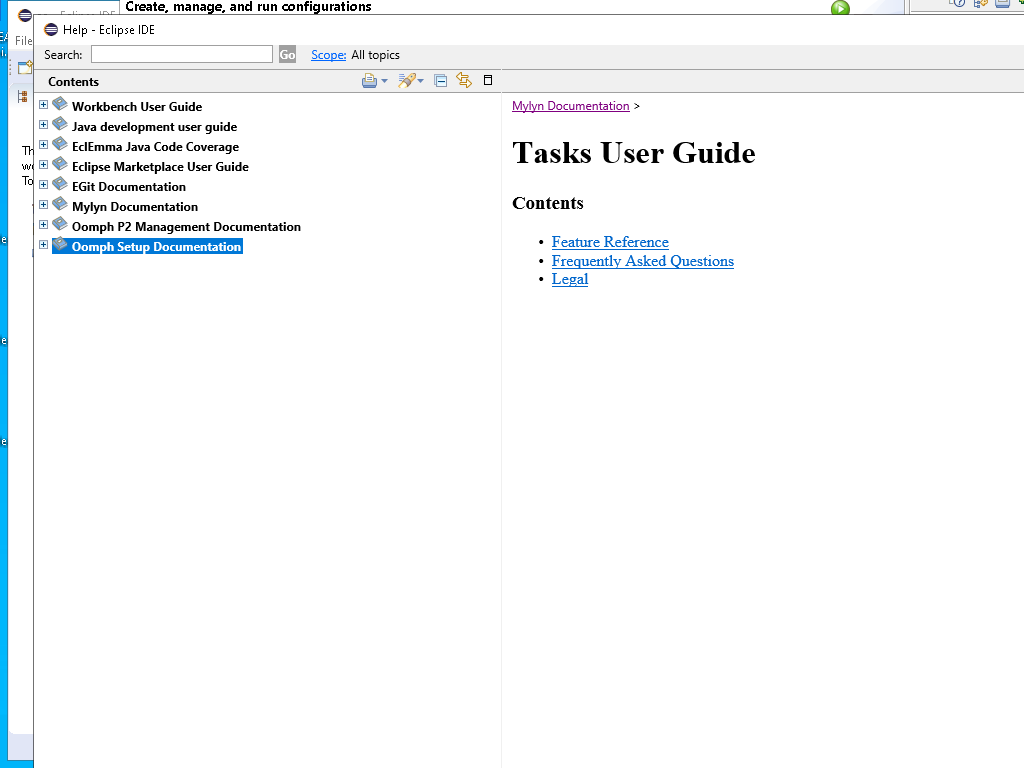 Create, manage, and run configurations
Help - Eclipse IDE
File
Search:
Go
Scope:
All topics
Contents
Workbench User Guide
Java development user guide
EclEmma Java Code Coverage
Eclipse Marketplace User Guide
EGit Documentation
Mylyn Documentation
Oomph P2 Management Documentation
Oomph Setup Documentation
Mylyn Documentation >
Tasks User Guide
Contents
• Feature Reference
• Frequently Asked Questions
• Legal